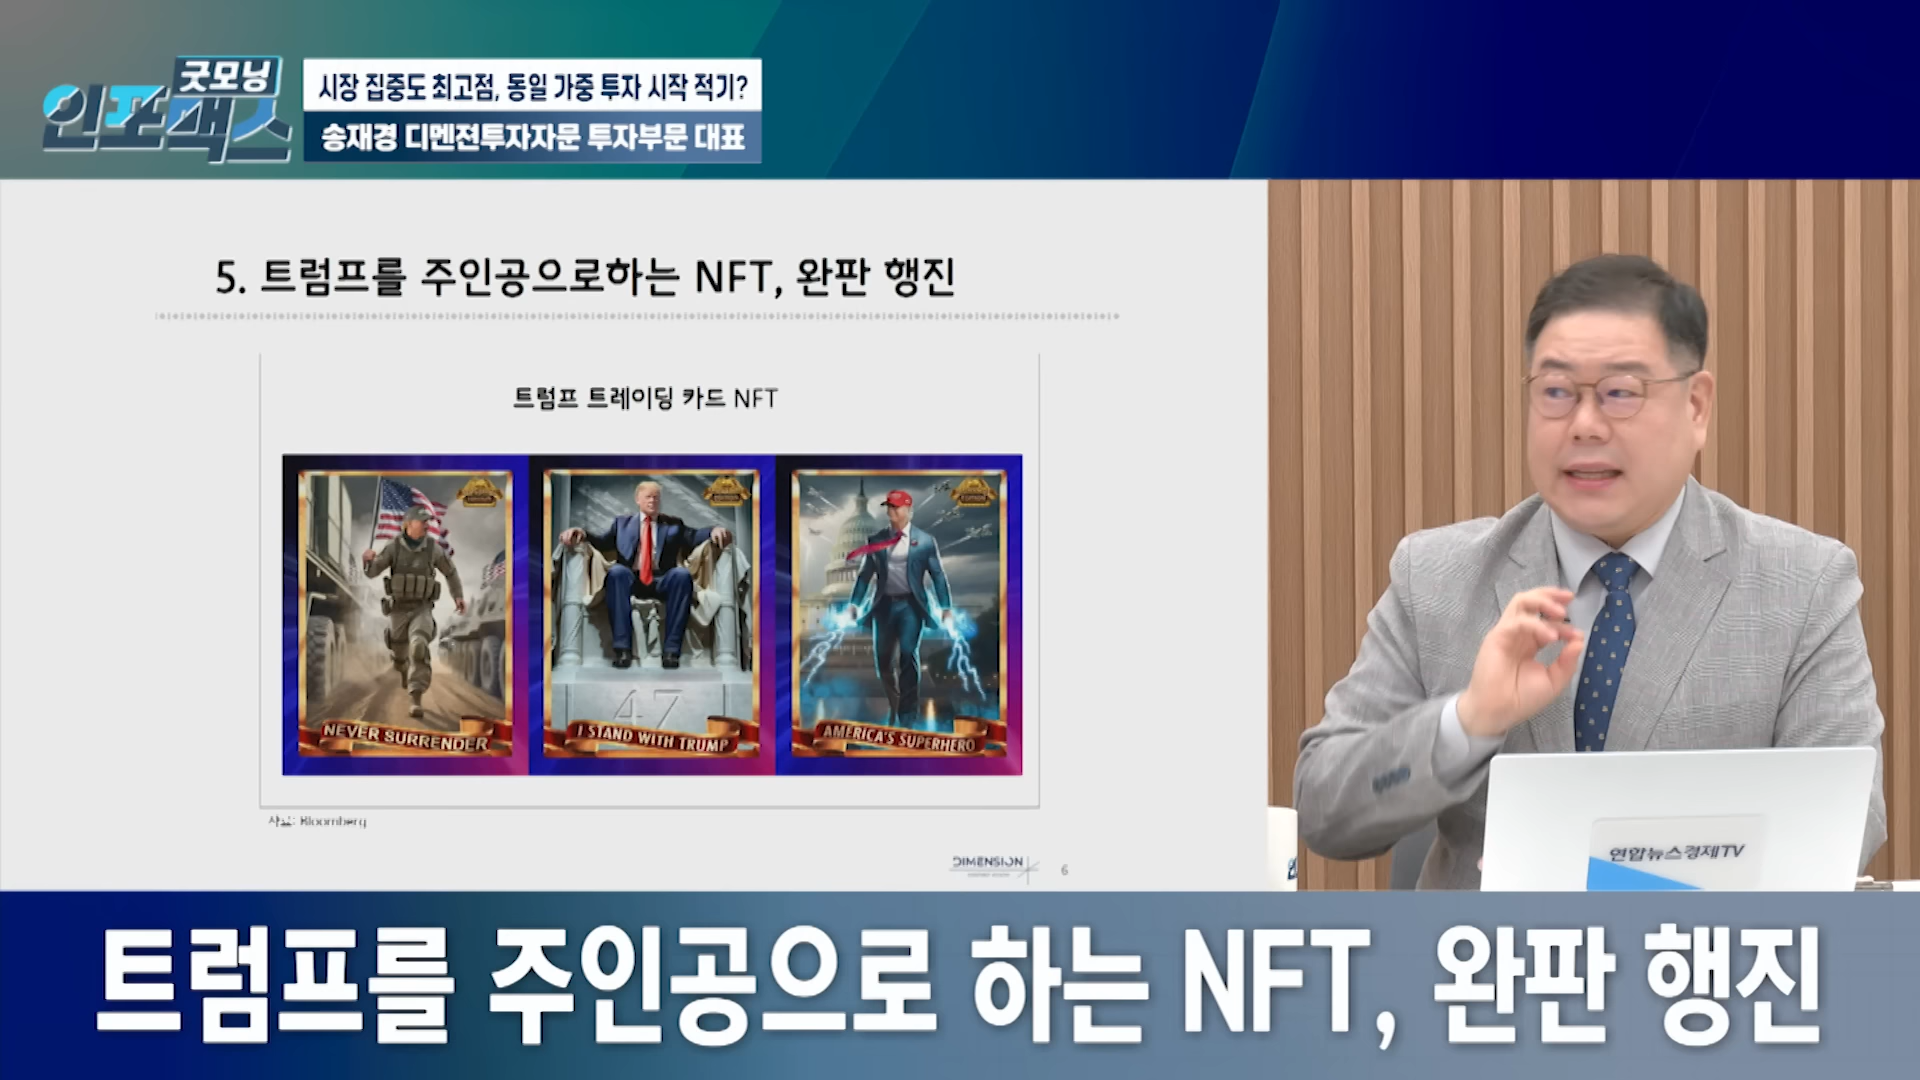 굿모닝
인포맥스
시장 집중도 최고점, 동일 가중 투자 시작 적기?
송재경 디멘젼투자자문 투자부문 대표
5. 트럼프를 주인공으로하는 NFT, 완판 행진
트럼프 트레이딩 카드 NFT
NEVER SURRENDER
47
I STAND WITH TRUMP
AMERICA'S SUPERHERO
자료: Bloomberg
DIMENSION
6
연합뉴스경제TV
트럼프를 주인공으로 하는 NFT, 완판 행진